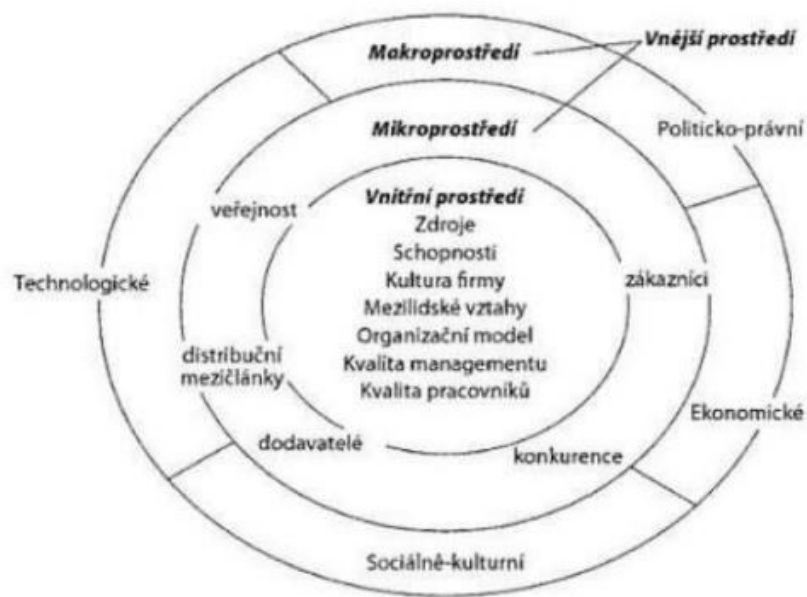 Makroprostředí
Vnější prostředí
Mikroprostředí
Politicko-právní
Vnitřní prostředí
veřejnost
Zdroje
Schopnosti
Technologické
Kultura firmy
zákazníci
Mezilidské vztahy
Organizační model
distribuční
mezičlánky
Kvalita managementu
Kvalita pracovníků
Ekonomické
dodavatelé
konkurence
Sociálně-kulturní